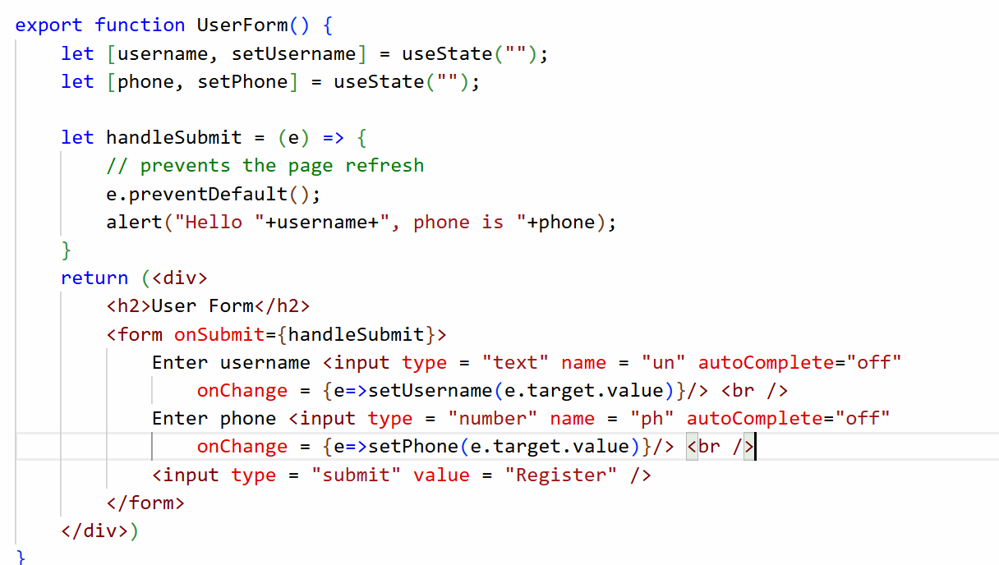 export function UserForm() {
    let [username, setUsername] = useState("");
    let [phone, setPhone] = useState("");

    let handleSubmit = (e) => {
        // prevents the page refresh
        e.preventDefault();
        alert("Hello "+username+", phone is "+phone);
    }
    return (<div>
        <h2>User Form</h2>
        <form onSubmit={handleSubmit}>
            Enter username <input type = "text" name = "un" autoComplete="off"
                onChange = {e=>setUsername(e.target.value)}/> <br />
            Enter phone <input type = "number" name = "ph" autoComplete="off"
                onChange = {e=>setPhone(e.target.value)}/> <br />
            <input type = "submit" value = "Register" />
        </form>
    </div>)
}